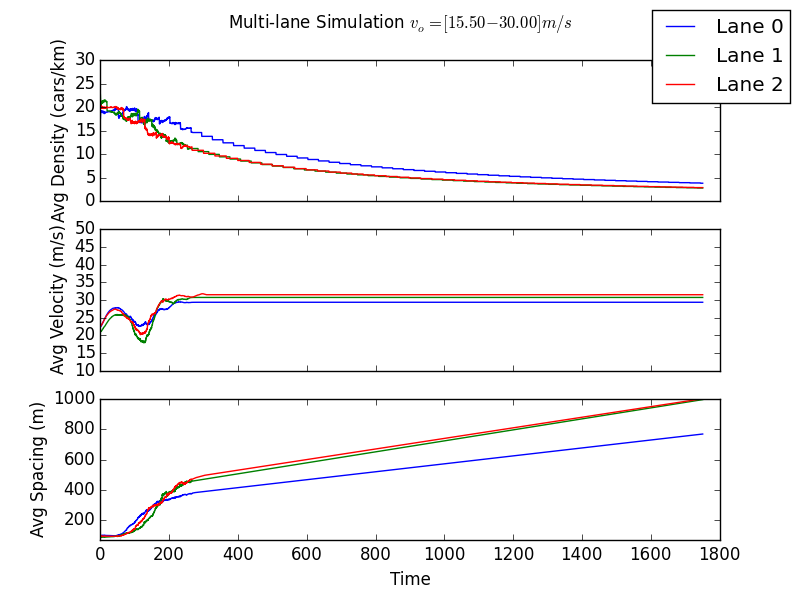 Multi-lane Simulation v_o = [15.50−30.00]m/s
Lane 0
Lane 1
Lane 2
Avg Density (cars/km)
30
25
20
15
10
5
0
Avg Velocity (m/s)
50
45
40
35
30
25
20
15
10
Avg Spacing (m)
1000
800
600
400
200
0 200 400 600 800 1000 1200 1400 1600 1800
Time